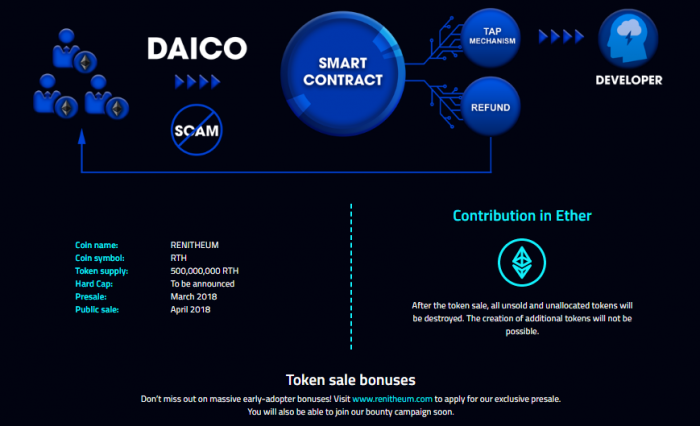 DAICO
SCAM
SMART
CONTRACT
TAP
MECHANISM
REFUND
DEVELOPER
Coin name: RENITHEUM
Coin symbol: RTH
Token supply: 500,000,000 RTH
Hard Cap: To be announced
Presale: March 2018
Public sale: April 2018
Contribution in Ether
After the token sale, all unsold and unallocated tokens will
be destroyed. The creation of additional tokens will not be
possible.
Token sale bonuses
Don't miss out on massive early-adopter bonuses! Visit www.renitheum.com to apply for our exclusive presale.
You will also be able to join our bounty campaign soon.